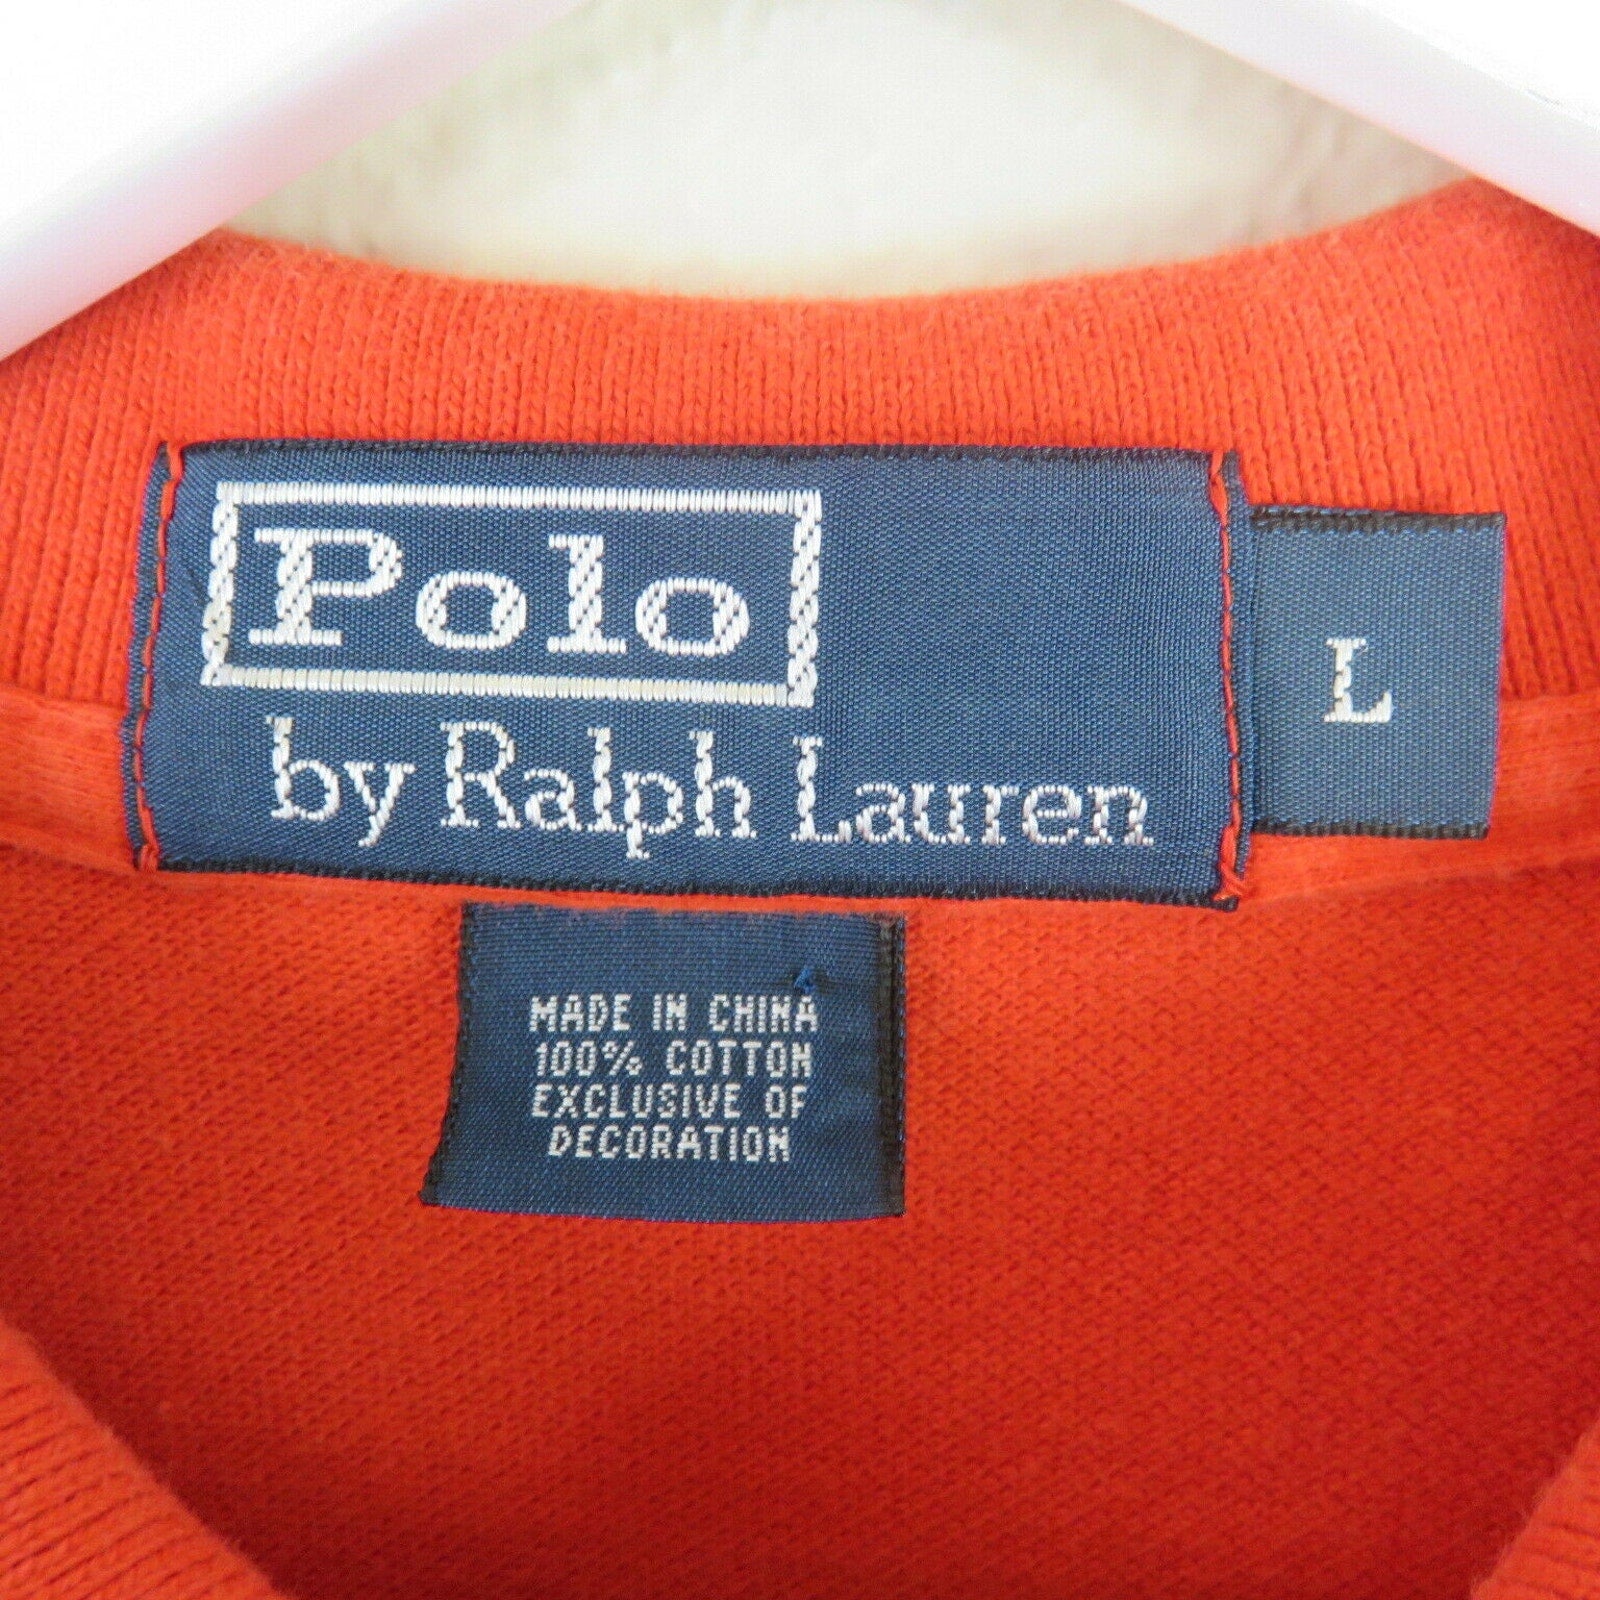 Polo
by Ralph Lauren
L
MADE IN CHINA
100% COTTON
EXCLUSIVE OF
DECORATION